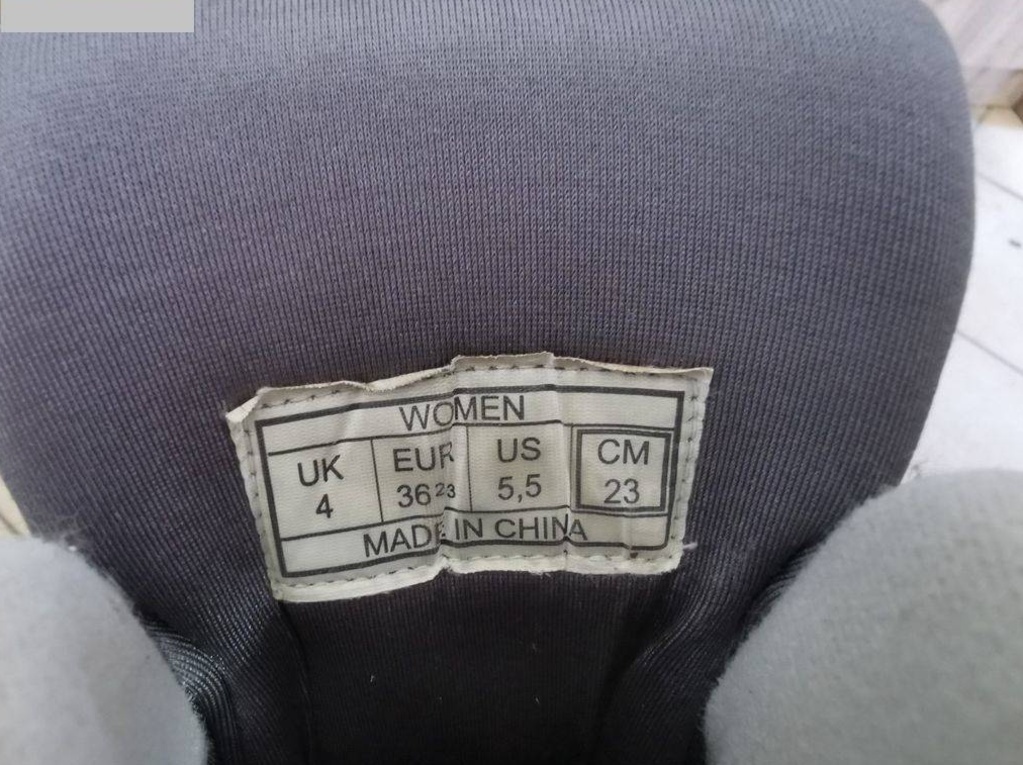 WOMEN
UK EUR US CM
4 36 23 5,5 23
MADE IN CHINA